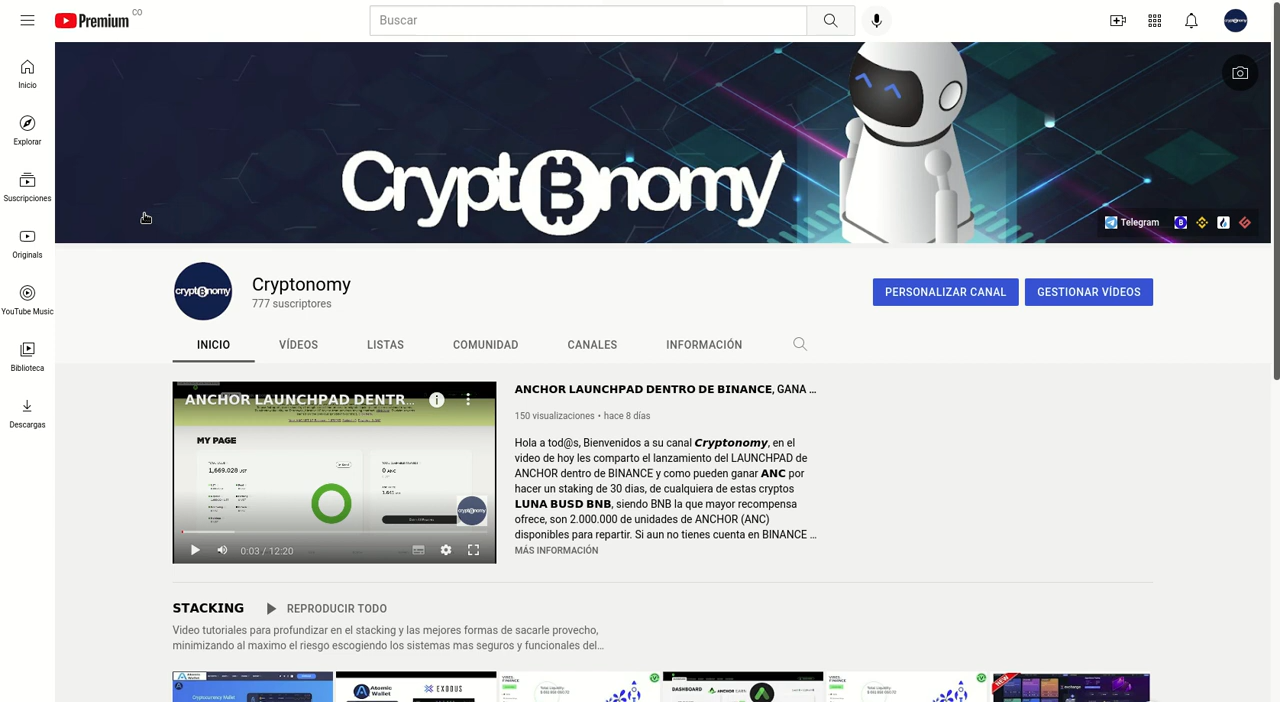 Premium CO
Buscar
Inicio
Explorar
Suscripciones
Originals
YouTube Music
Biblioteca
Descargas
Cryptonomy
Telegram
cryptonomy
Cryptonomy
777 suscriptores
PERSONALIZAR CANAL
GESTIONAR VÍDEOS
INICIO
VÍDEOS
LISTAS
COMUNIDAD
CANALES
INFORMACIÓN
ANCHOR LAUNCHPAD DENTR...
MY PAGE
1,669.028
cryptonomy
0:03 / 12:20
ANCHOR LAUNCHPAD DENTRO DE BINANCE, GANA ...
150 visualizaciones • hace 8 días
Hola a tod@s, Bienvenidos a su canal Cryptonomy, en el
video de hoy les comparto el lanzamiento del LAUNCHPAD de
ANCHOR dentro de BINANCE y como pueden ganar ANC por
hacer un staking de 30 dias, de cualquiera de estas cryptos
LUNA BUSD BNB, siendo BNB la que mayor recompensa
ofrece, son 2.000.000 de unidades de ANCHOR (ANC)
disponibles para repartir. Si aun no tienes cuenta en BINANCE ...
MÁS INFORMACIÓN
STACKING
REPRODUCIR TODO
Video tutoriales para profundizar en el stacking y las mejores formas de sacarle provecho,
minimizando al maximo el riesgo escogiendo los sistemas mas seguros y funcionales del...
Atomic
Wallet
EXODUS
DASHBOARD
ANCHOR
NEW